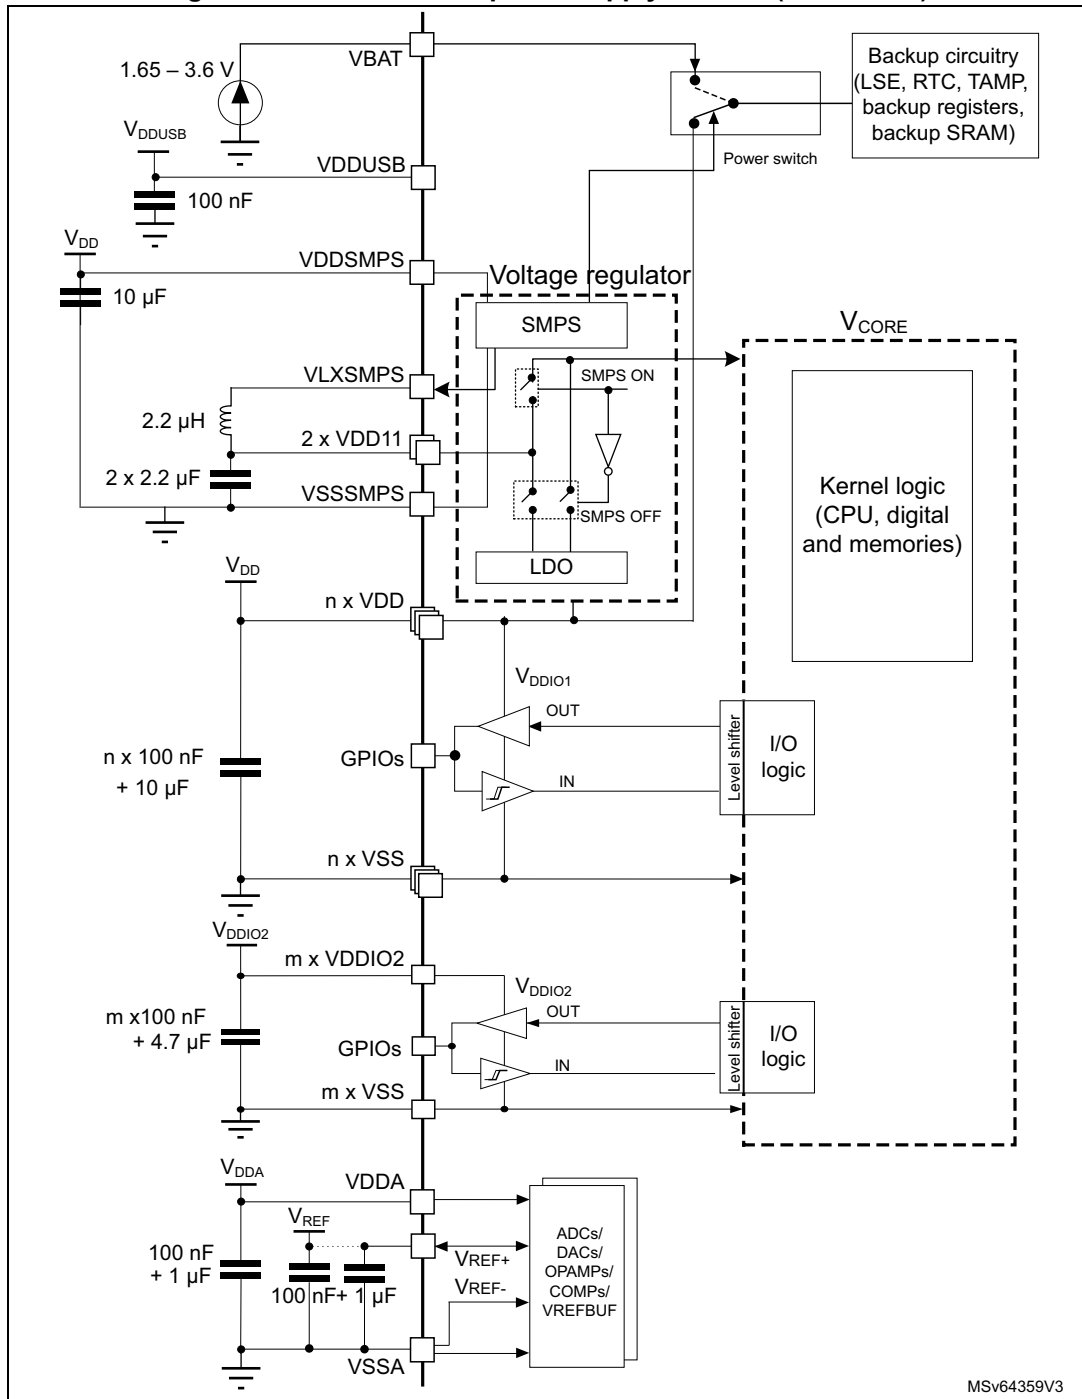 VBAT
1.65 – 3.6 V
Backup circuitry
(LSE, RTC, TAMP,
backup registers,
backup SRAM)
Power switch
VDDUSB
VDDUSB
100 nF
VDD
VDDSMPS
10 µF
Voltage regulator
SMPS
VCORE
VLXSMPS
SMPS ON
2.2 µH
2 x VDD11
2 x 2.2 µF
VSSSMPS
SMPS OFF
Kernel logic
(CPU, digital
and memories)
LDO
VDD
n x VDD
VDDIO1
OUT
GPIOs
IN
Level shifter
I/O
logic
n x 100 nF
+ 10 µF
n x VSS
VDDIO2
m x VDDIO2
VDDIO2
OUT
m x100 nF
+ 4.7 µF
GPIOs
IN
Level shifter
I/O
logic
m x VSS
VDDA
VDDA
VREF
100 nF
+ 1 µF
100 nF+ 1 µF
VREF+
VREF-
ADCs/
DACs/
OPAMPs/
COMPs/
VREFBUF
VSSA
MSv64359V3